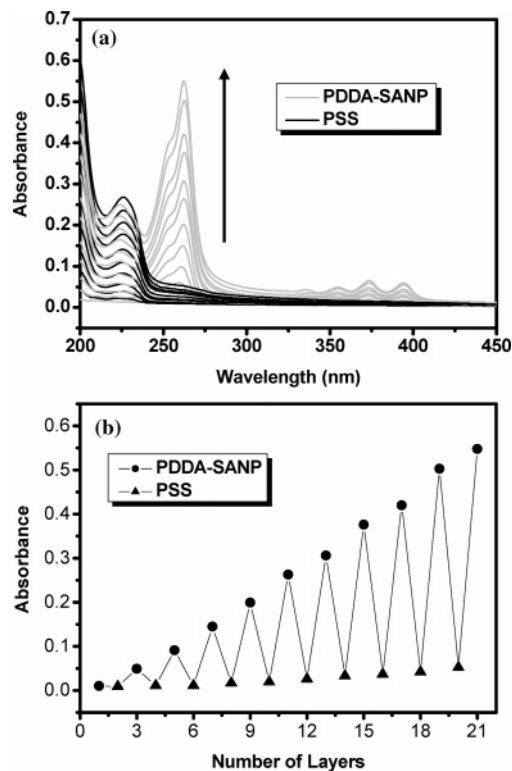 (a)
0.7
0.6
0.5
0.4
0.3
0.2
0.1
0.0
Absorbance
PDDA-SANP
PSS
200 250 300 350 400 450
Wavelength (nm)
(b)
0.6
0.5
0.4
0.3
0.2
0.1
0.0
Absorbance
PDDA-SANP
PSS
0 3 6 9 12 15 18 21
Number of Layers